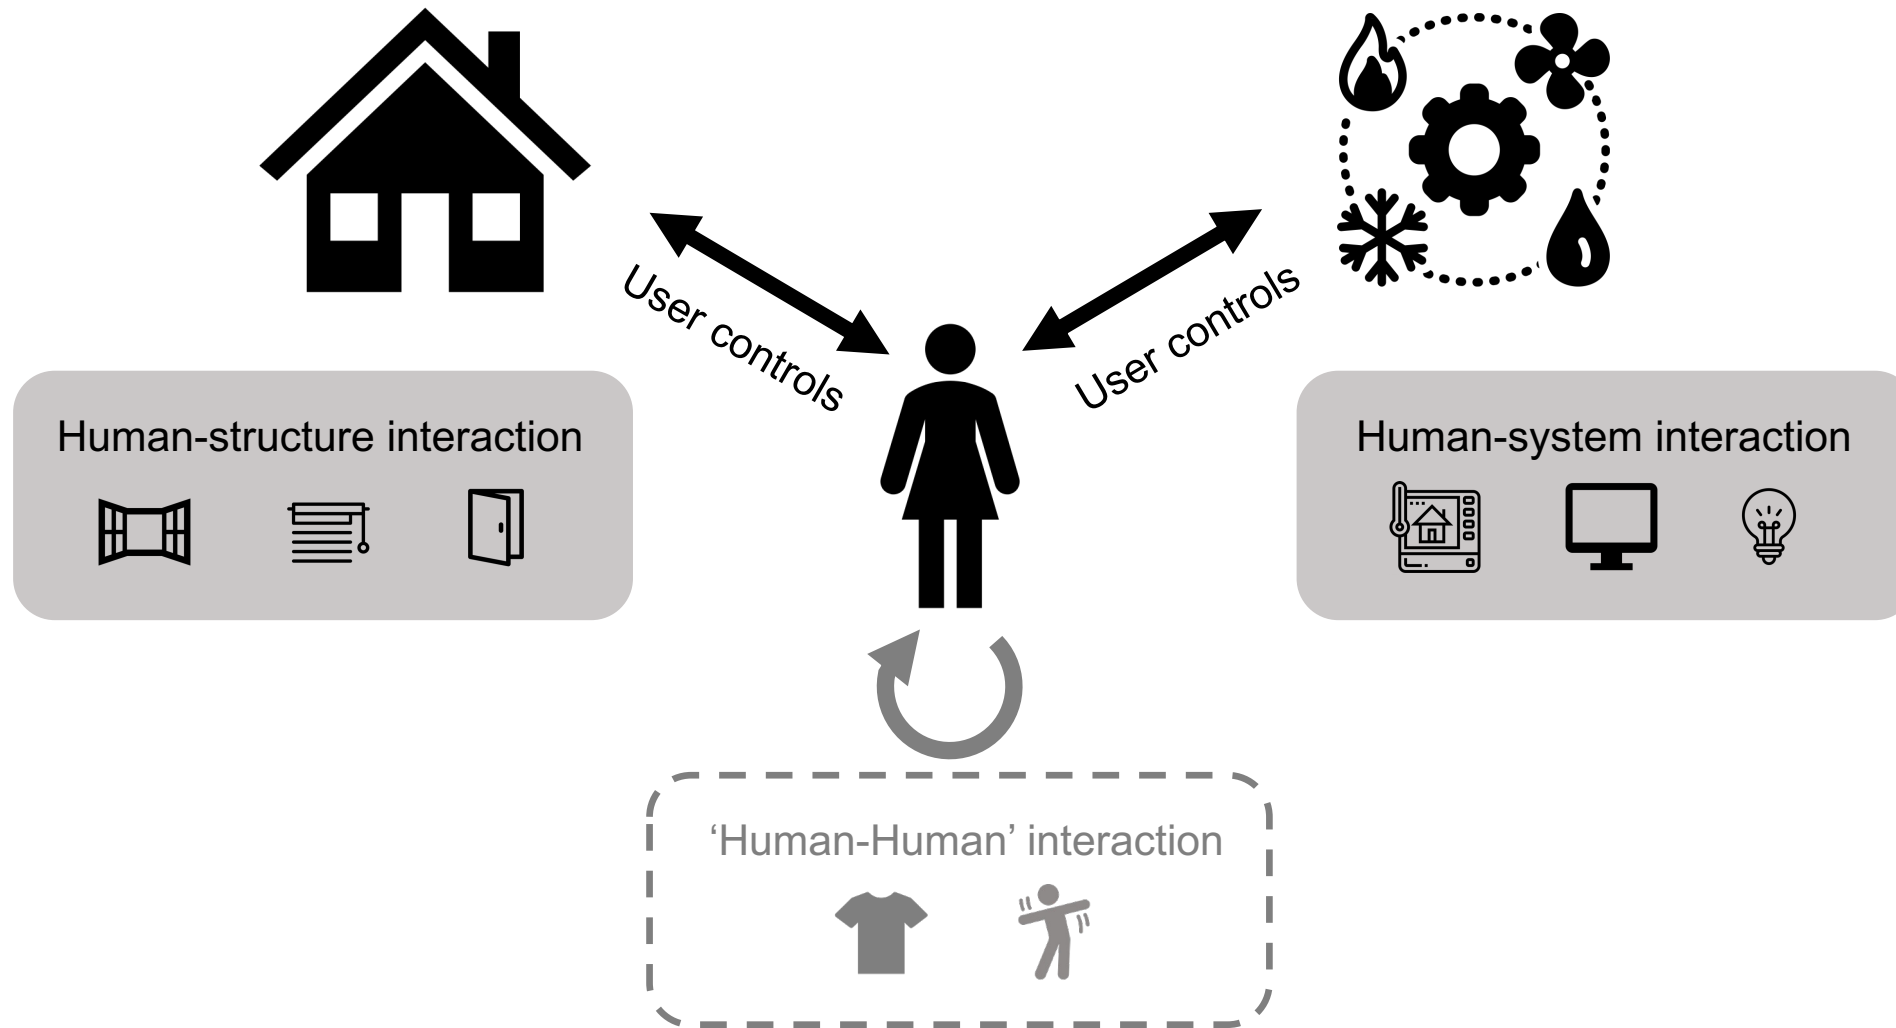 User controls
User controls
Human-structure interaction
Human-system interaction
‘Human-Human’ interaction